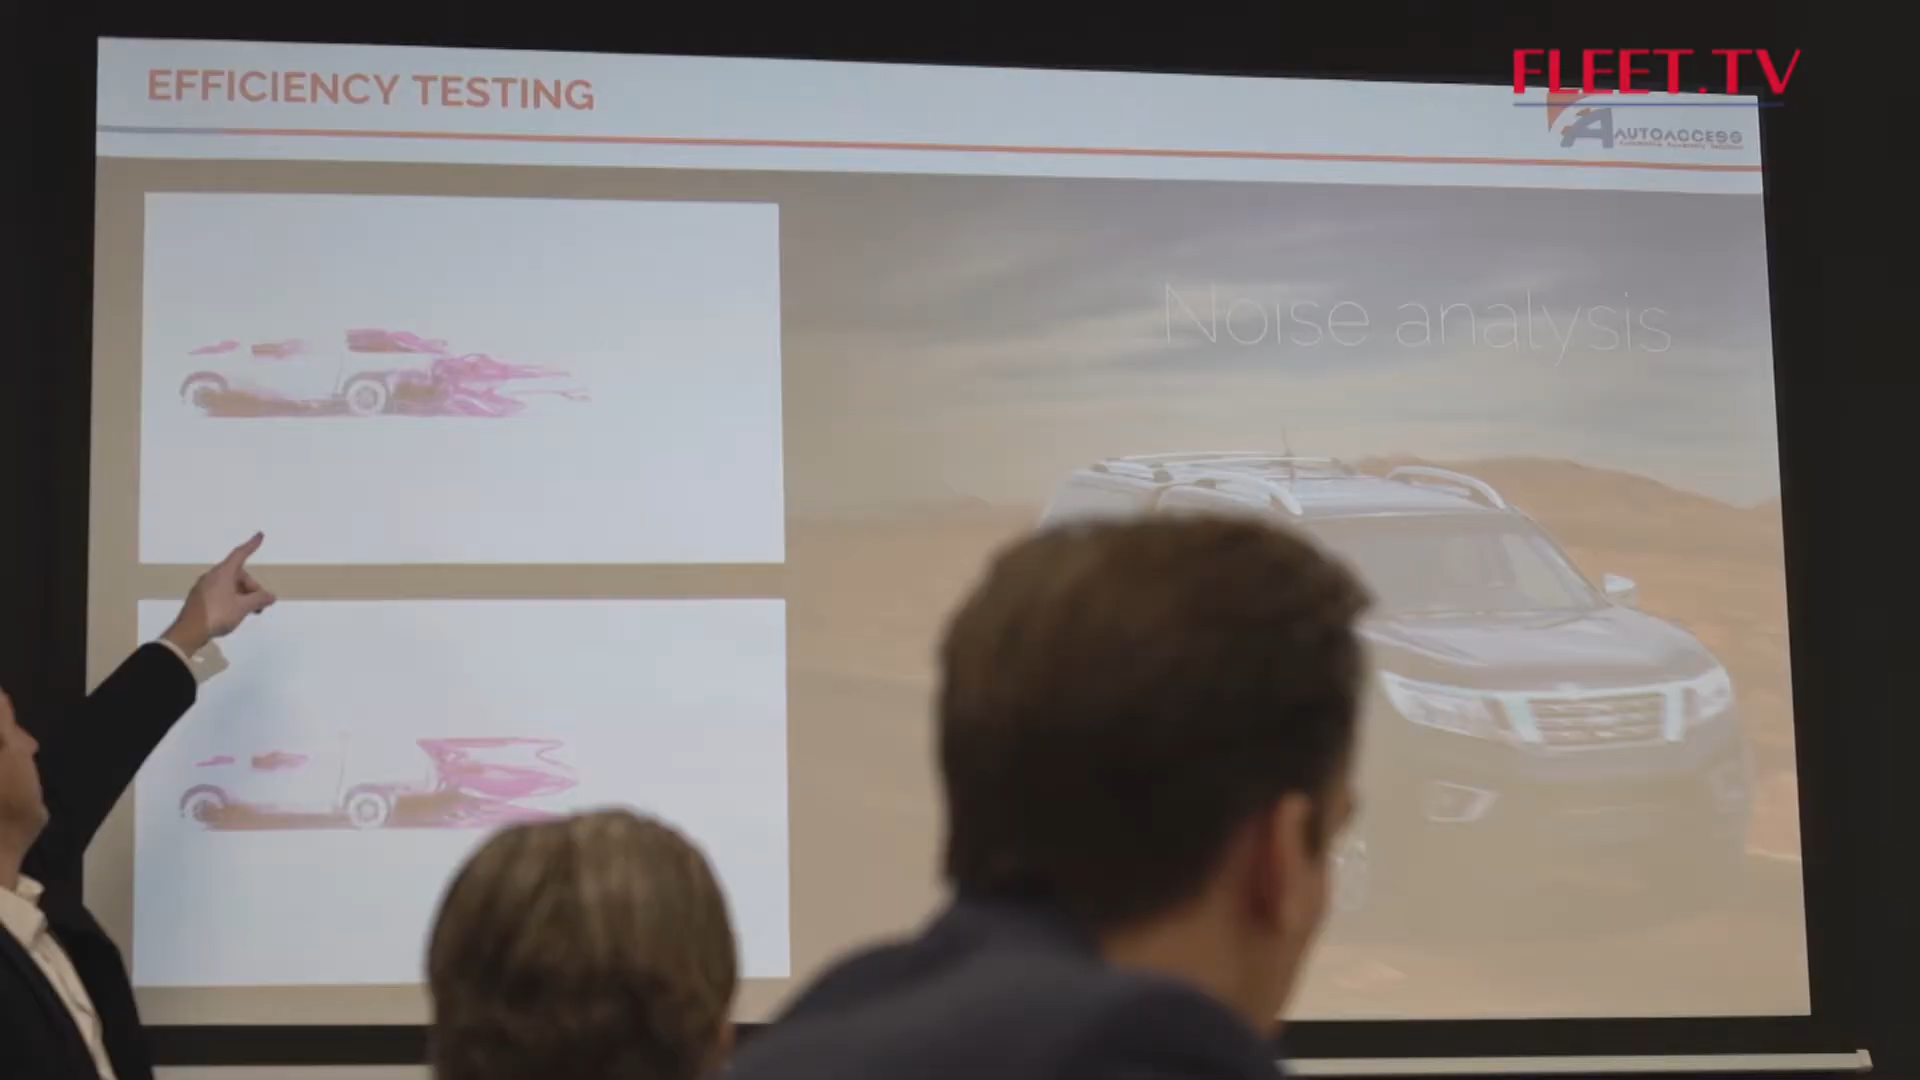 FLEET.TV
EFFICIENCY TESTING
AUTOACCESS
Noise analysis